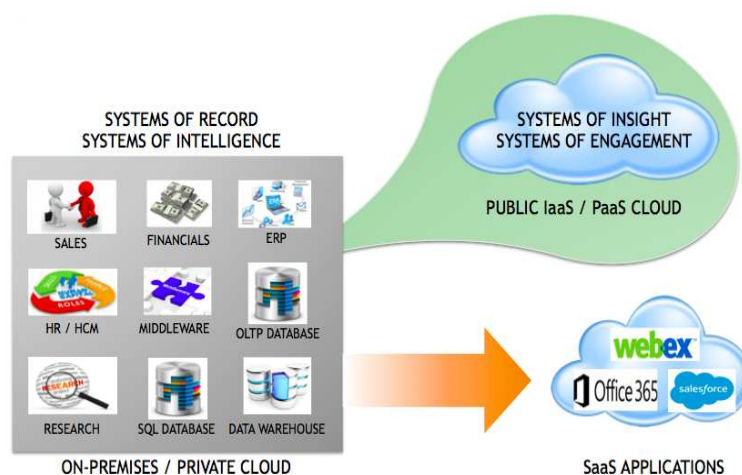 SYSTEMS OF RECORD
SYSTEMS OF INTELLIGENCE
SYSTEMS OF INSIGHT
SYSTEMS OF ENGAGEMENT
PUBLIC IaaS / PaaS CLOUD
SALES
FINANCIALS
ERP
HR / HCM
MIDDLEWARE
OLTP DATABASE
RESEARCH
RESEARCH
SQL DATABASE
DATA WAREHOUSE
ON-PREMISES / PRIVATE CLOUD
webex
Office 365
salesforce
SaaS APPLICATIONS